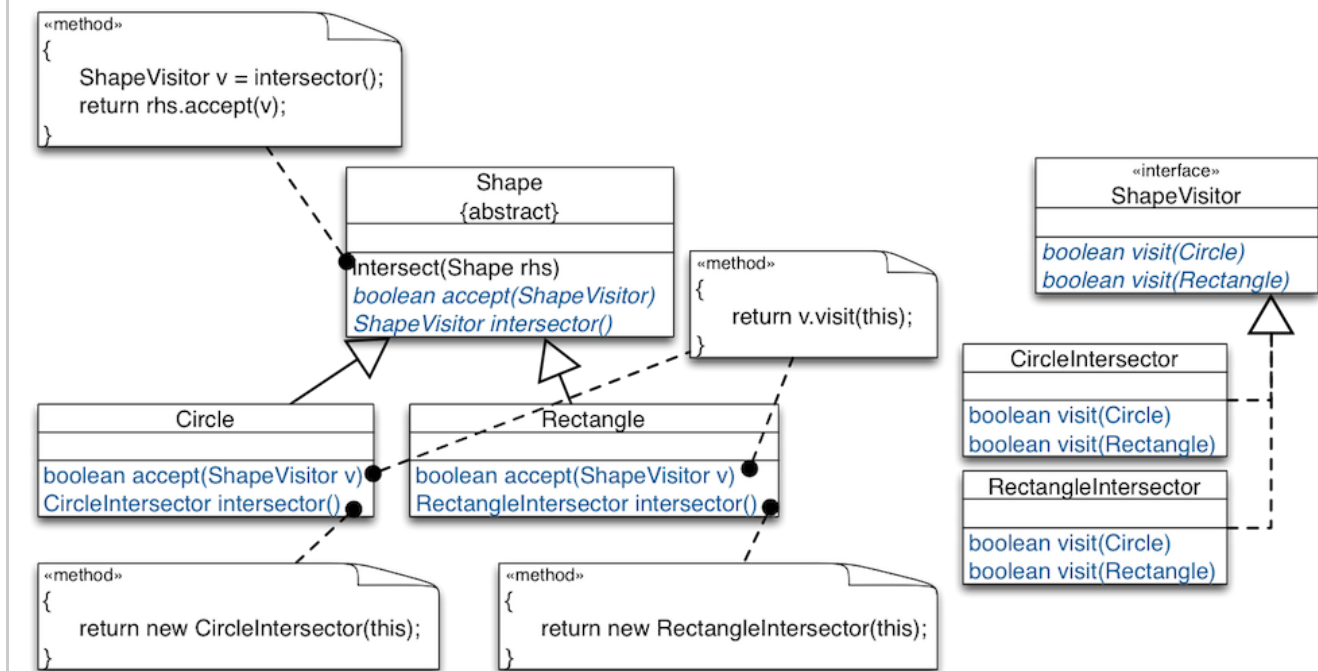 «method»
{
ShapeVisitor v = intersector();
return rhs.accept(v);
}
Shape
{abstract}
intersect(Shape rhs)
boolean accept(ShapeVisitor)
ShapeVisitor intersector()
«method»
{
return v.visit(this);
}
«interface»
ShapeVisitor
boolean visit(Circle)
boolean visit(Rectangle)
Circle
boolean accept(ShapeVisitor v)
CircleIntersector intersector()
Rectangle
boolean accept(ShapeVisitor v)
RectangleIntersector intersector()
CircleIntersector
boolean visit(Circle)
boolean visit(Rectangle)
RectangleIntersector
boolean visit(Circle)
boolean visit(Rectangle)
«method»
{
return new CircleIntersector(this);
}
«method»
{
return new RectangleIntersector(this);
}